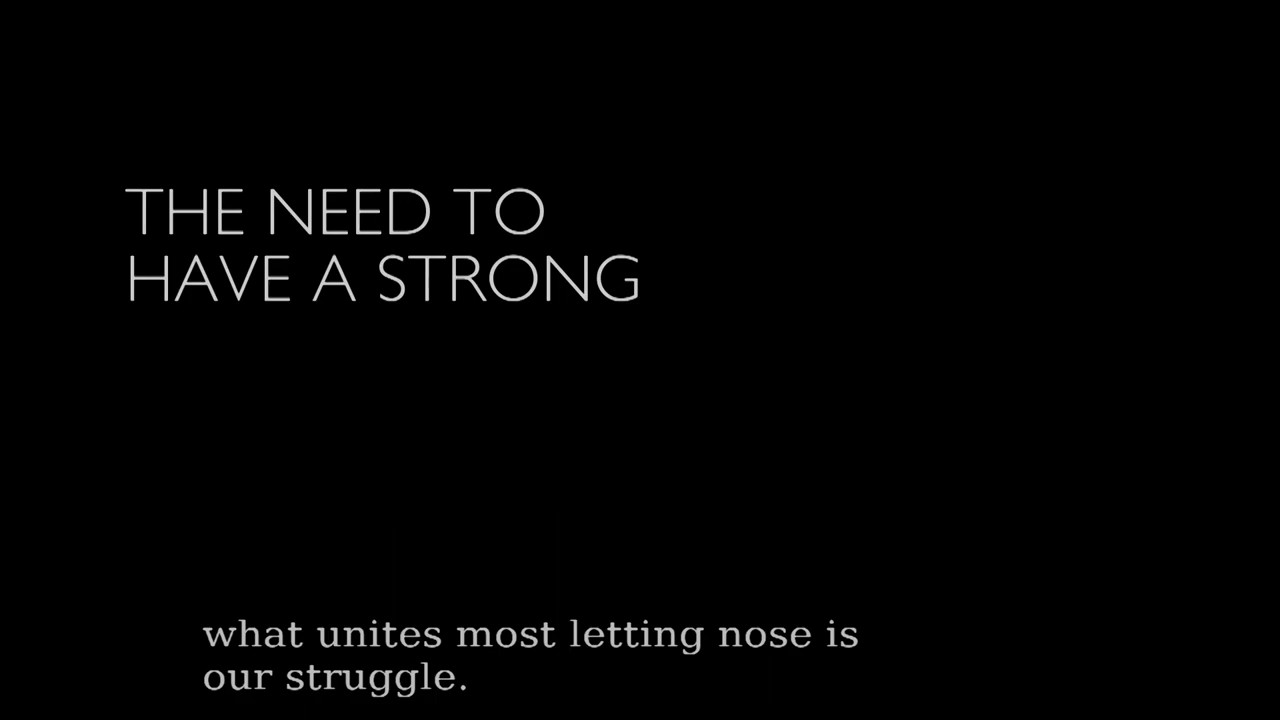 THE NEED TO
HAVE A STRONG
what unites most letting nose is
our struggle.